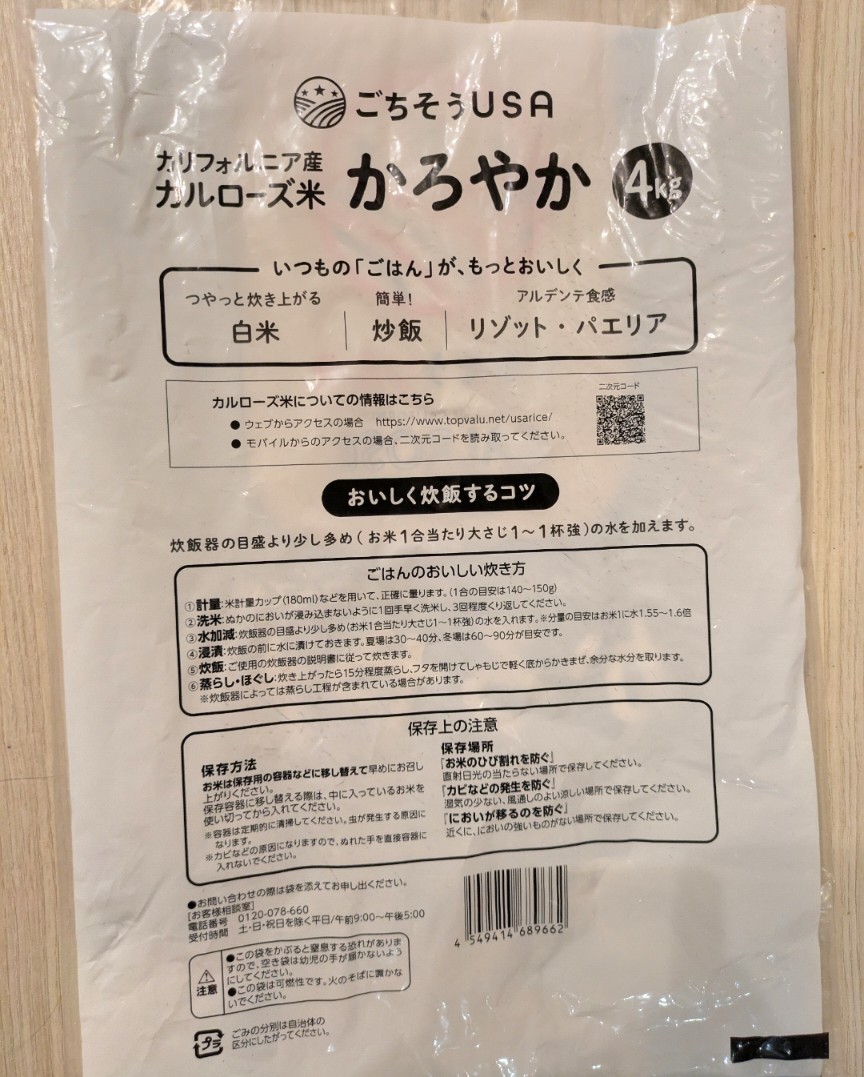 ごちそうUSA
カリフォルニア産
カルローズ米
かろやか
4kg
いつもの「ごはん」が、もっとおいしく
つやっと炊き上がる
白米
簡単!
炒飯
アルデンテ食感
リゾット・パエリア
カルローズ米についての情報はこちら
●ウェブからアクセスの場合 https://www.topvalu.net/usarice/
●モバイルからのアクセスの場合、二次元コードを読み取ってください。
二次元コード
おいしく炊飯するコツ
炊飯器の目盛より少し多め(お米1合当たり大さじ1〜1杯強)の水を加えます。
ごはんのおいしい炊き方
①計量:米計量カップ(180ml)などを用いて、正確に量ります。(1合の目安は140〜150g)
②洗米:ぬかのにおいが浸み込まないように1回手早く洗米し、3回程度くり返してください。
③水加減:炊飯器の目盛より少し多め(お米1合当たり大さじ1〜1杯強)の水を入れます。※分量の目安はお米1に水1.55〜1.6倍
④浸漬:炊飯の前に水に漬けておきます。夏場は30〜40分、冬場は60〜90分が目安です。
⑤炊飯:ご使用の炊飯器の説明書に従って炊きます。
⑥蒸らし・ほぐし:炊き上がったら15分程度蒸らし、フタを開けてしゃもじで軽く底からかきまぜ、余分な水分を取ります。
※炊飯器によっては蒸らし工程が含まれている場合があります。
保存上の注意
保存方法
お米は保存用の容器などに移し替えて早めにお召し
上がりください。
保存容器に移し替える際は、中に入っているお米を
使い切ってから入れてください。
※容器は定期的に清掃してください。虫が発生する原因に
なります。
※カビなどの原因になりますので、ぬれた手を直接容器に
入れないでください。
保存場所
『お米のひび割れを防ぐ』
直射日光の当たらない場所で保存してください。
『カビなどの発生を防ぐ』
湿気の少ない、風通しのよい涼しい場所で保存してください。
『においが移るのを防ぐ』
近くに、においの強いものがない場所で保存してください。
●お問い合わせの際は袋を添えてお申し出ください。
[お客様相談室]
電話番号 0120-078-660
受付時間 土・日・祝日を除く平日/午前9:00〜午後5:00
4 549414 689662
注意
●この袋をかぶると窒息する恐れがありま
すので、空き袋は幼児の手が届かないよう
にしてください。
●この袋は可燃性です。火のそばに置かな
いでください。
プラ
ごみの分別は自治体の
区分にしたがってください。